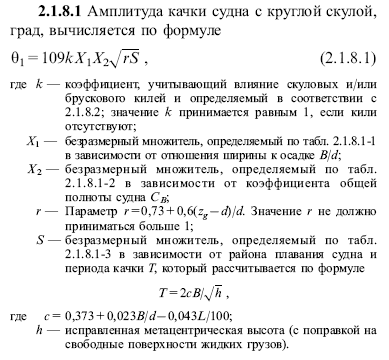 2.1.8.1 Амплитуда качки судна с круглой скулой,
град, вычисляется по формуле
θ₁ = 109k X₁X₂√rS , (2.1.8.1)
где k — коэффициент, учитывающий влияние скуловых и/или
брускового килей и определяемый в соответствии с
2.1.8.2; значение k принимается равным 1, если кили
отсутствуют;
X₁ — безразмерный множитель, определяемый по табл. 2.1.8.1-1
в зависимости от отношения ширины к осадке B/d;
X₂ — безразмерный множитель, определяемый по табл.
2.1.8.1-2 в зависимости от коэффициента общей
полноты судна C_B;
r — Параметр r=0,73+0,6(z_g–d)/d. Значение r не должно
приниматься больше 1;
S — безразмерный множитель, определяемый по табл.
2.1.8.1-3 в зависимости от района плавания судна и
периода качки T, который рассчитывается по формуле
T=2cB/√h ,
где c = 0,373+0,023B/d–0,043L/100;
h — исправленная метацентрическая высота (с поправкой на
свободные поверхности жидких грузов).